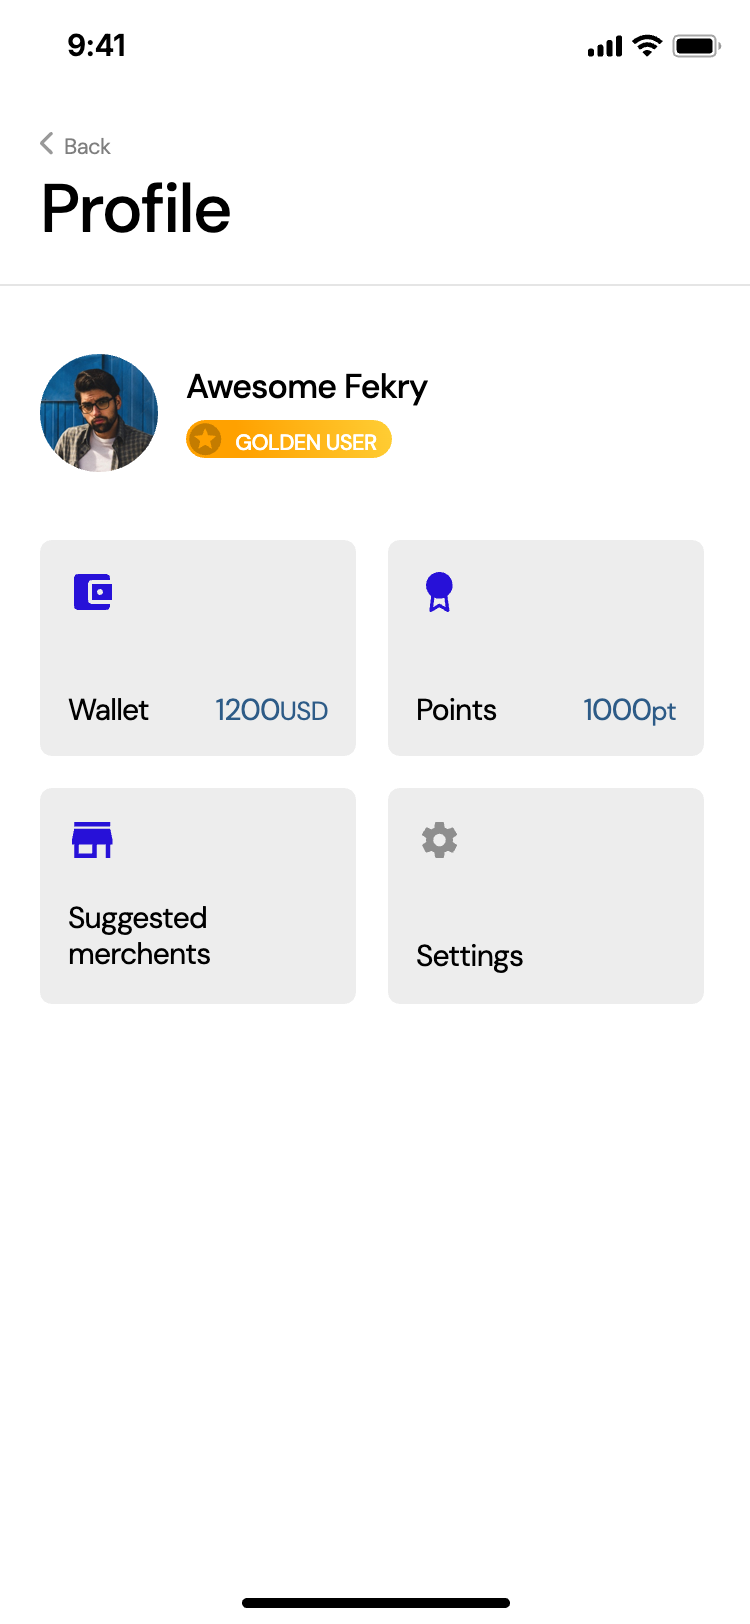 9:41
Back
Profile
Awesome Fekry
GOLDEN USER
Wallet 1200USD
Points 1000pt
Suggested
merchents
Settings